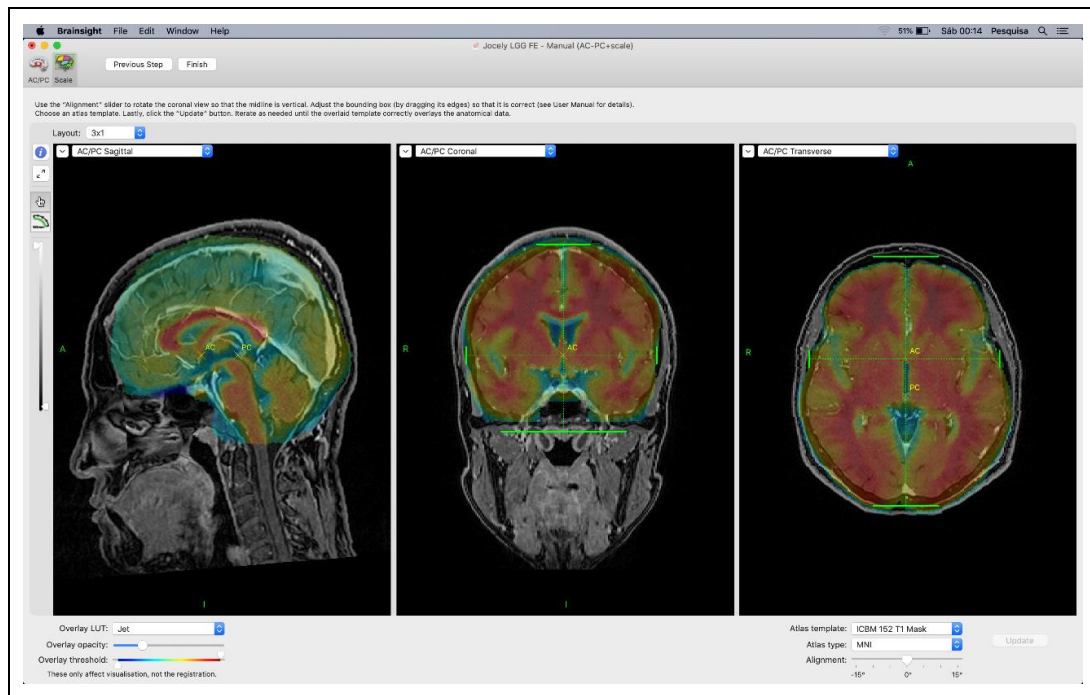 Brainsight File Edit Window Help 51% Sáb 00:14 Pesquisa
Jocely LGG FE - Manual (AC-PC+scale)
Previous Step Finish
AC/PC Scale
Use the "Alignment" slider to rotate the coronal view so that the midline is vertical. Adjust the bounding box (by dragging its edges) so that it is correct (see User Manual for details).
Choose an atlas template. Lastly, click the "Update" button. Iterate as needed until the overlaid template correctly overlays the anatomical data.
Layout: 3x1
AC/PC Sagittal AC/PC Coronal AC/PC Transverse
A
A AC PC R AC R AC
PC
I I
Overlay LUT: Jet Atlas template: ICBM 152 T1 Mask
Overlay opacity: Atlas type: MNI Update
Overlay threshold: Alignment:
These only affect visualisation, not the registration. -15° 0° 15°